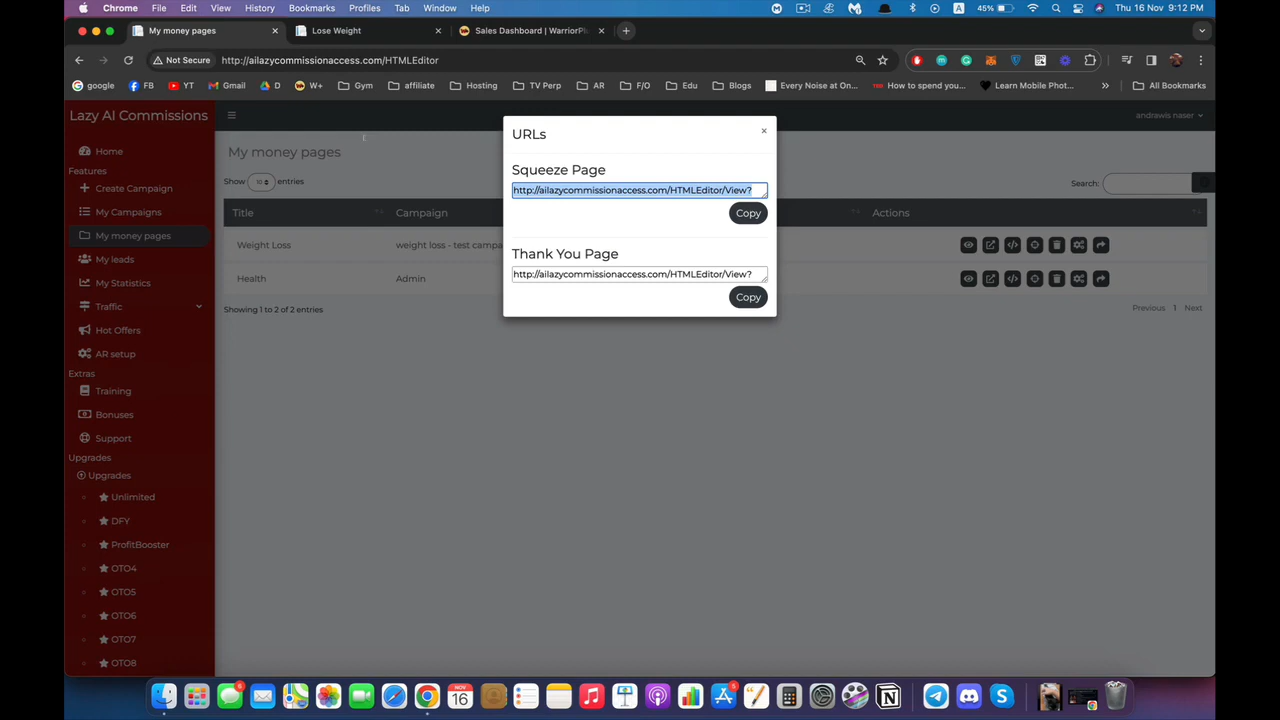 Chrome File Edit View History Bookmarks Profiles Tab Window Help 45% A Thu 16 Nov 9:12 PM
My money pages × Lose Weight × Sales Dashboard | WarriorPl × +
Not Secure http://ailazycommissionaccess.com/HTMLEditor
google FB YT Gmail D W+ Gym affiliate Hosting TV Perp AR F/O Edu Blogs Every Noise at On... TED How to spend you... Learn Mobile Phot... » All Bookmarks
Lazy AI Commissions
andrawis naser
Home
Features
Create Campaign
My Campaigns
My money pages
My leads
My Statistics
Traffic
Hot Offers
AR setup
Extras
Training
Bonuses
Support
Upgrades
Upgrades
Unlimited
DFY
ProfitBooster
OTO4
OTO5
OTO6
OTO7
OTO8
My money pages
Show 10 entries
Search:
Title Campaign Actions
Weight Loss weight loss - test campa
Health Admin
Showing 1 to 2 of 2 entries
Previous 1 Next
URLs ×
Squeeze Page
http://ailazycommissionaccess.com/HTMLEditor/View?
Copy
Thank You Page
http://ailazycommissionaccess.com/HTMLEditor/View?
Copy
NOV
16